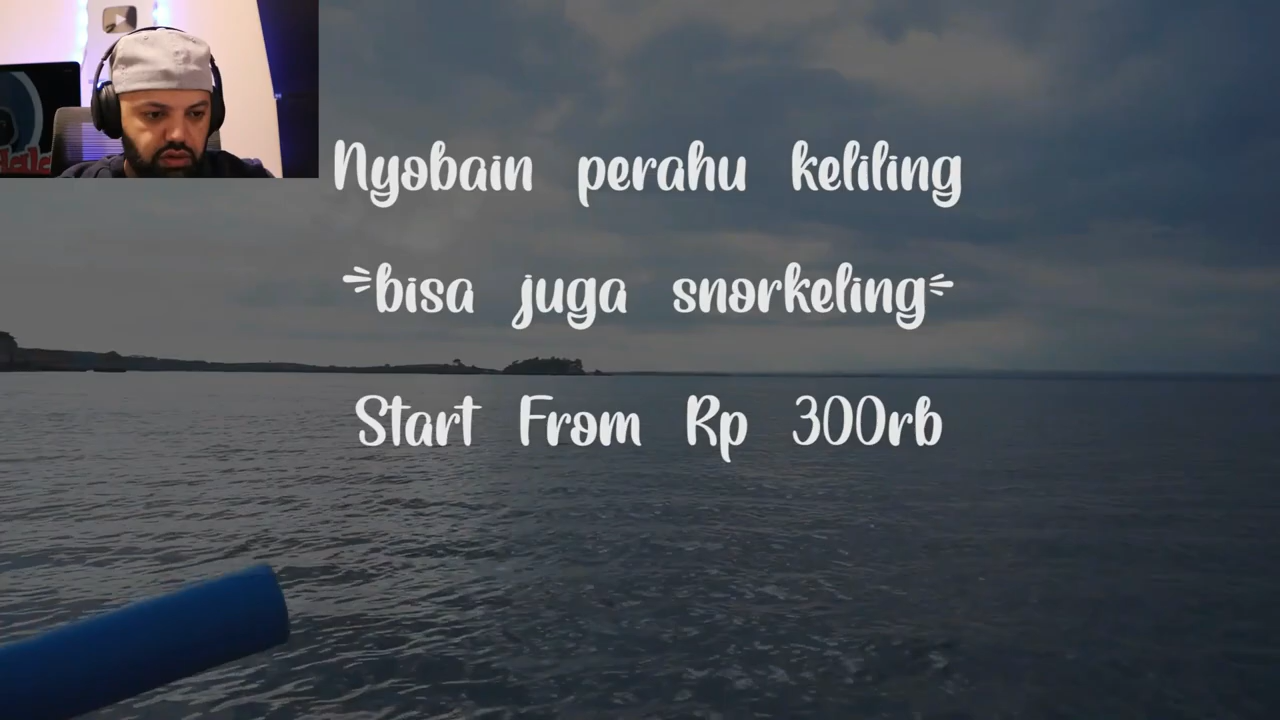 Nyobain perahu keliling
bisa juga snorkeling
Start From Rp 300rb